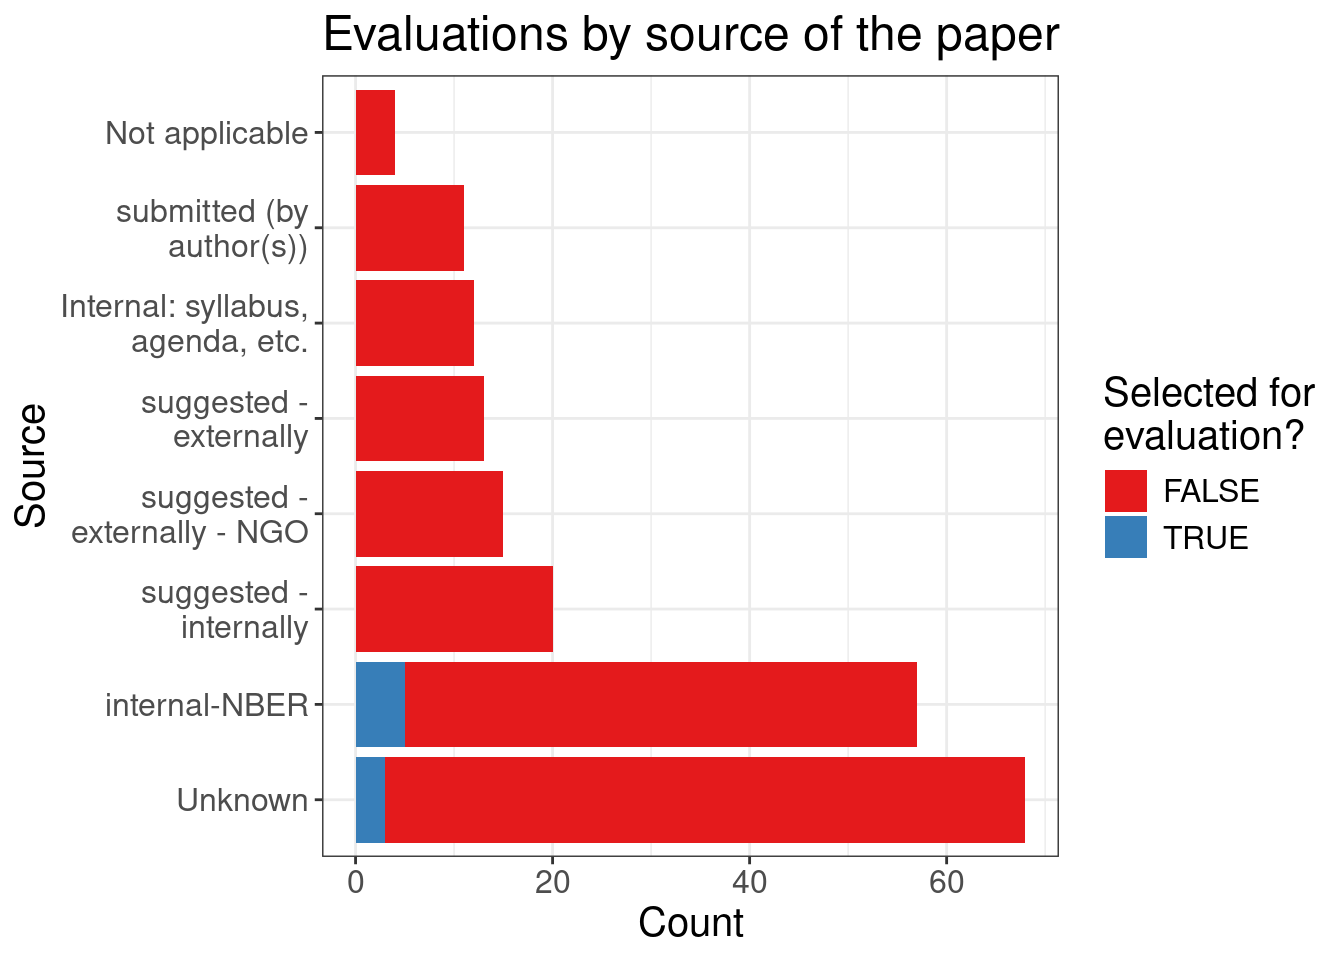 Evaluations by source of the paper
Not applicable
submitted (by
author(s))
Internal: syllabus,
agenda, etc.
suggested -
externally
suggested -
externally - NGO
suggested -
internally
internal-NBER
Unknown
Source
0 20 40 60
Count
Selected for
evaluation?
FALSE
TRUE